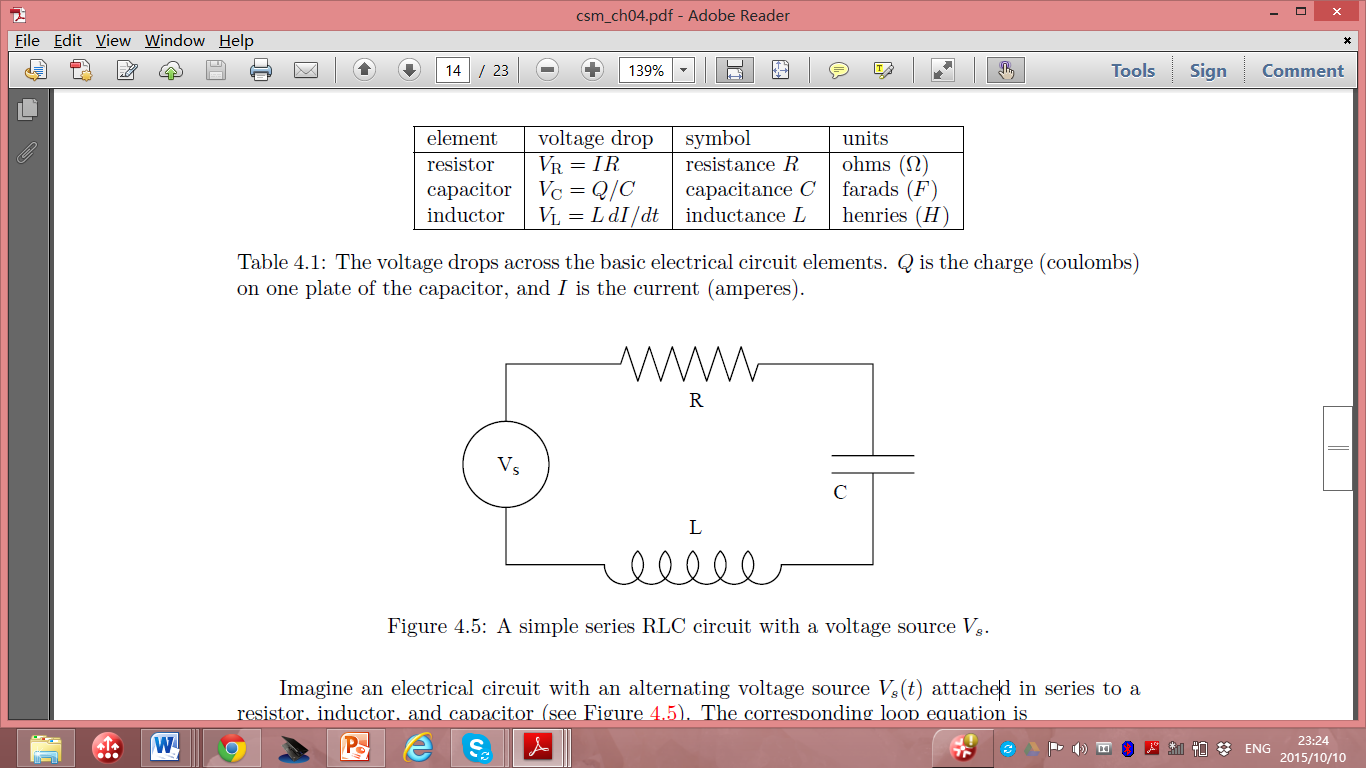 csm_ch04.pdf - Adobe Reader
File Edit View Window Help
14 / 23 139% Tools Sign Comment
element voltage drop symbol units
resistor V_R = IR resistance R ohms (Ω)
capacitor V_C = Q/C capacitance C farads (F)
inductor V_L = L dI/dt inductance L henries (H)
Table 4.1: The voltage drops across the basic electrical circuit elements. Q is the charge (coulombs)
on one plate of the capacitor, and I is the current (amperes).
R
V_s
C
L
Figure 4.5: A simple series RLC circuit with a voltage source V_s.
Imagine an electrical circuit with an alternating voltage source V_s(t) attached in series to a
resistor, inductor, and capacitor (see Figure 4.5). The corresponding loop equation is
ENG 23:24
2015/10/10